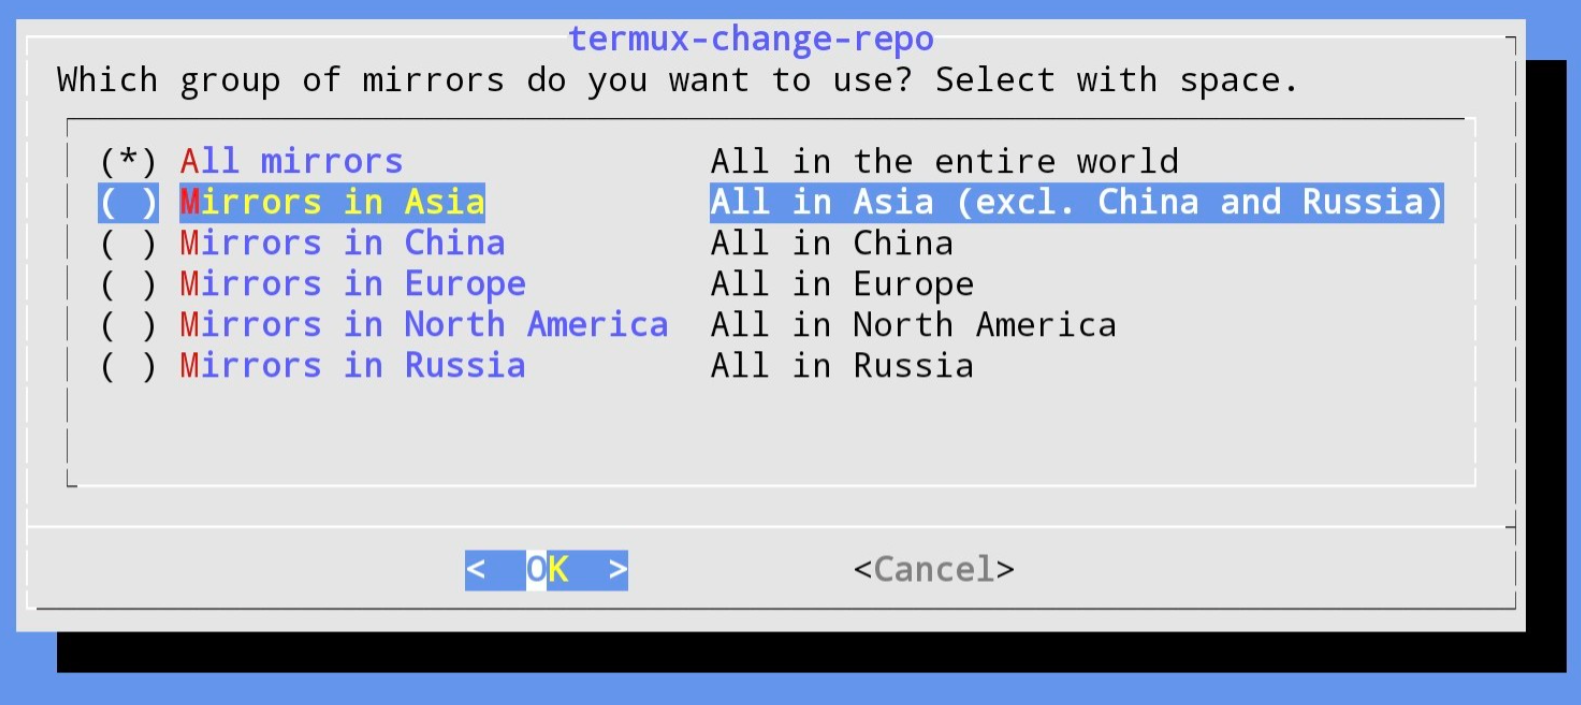 termux-change-repo
Which group of mirrors do you want to use? Select with space.
(*) All mirrors All in the entire world
( ) Mirrors in Asia All in Asia (excl. China and Russia)
( ) Mirrors in China All in China
( ) Mirrors in Europe All in Europe
( ) Mirrors in North America All in North America
( ) Mirrors in Russia All in Russia
< OK > <Cancel>